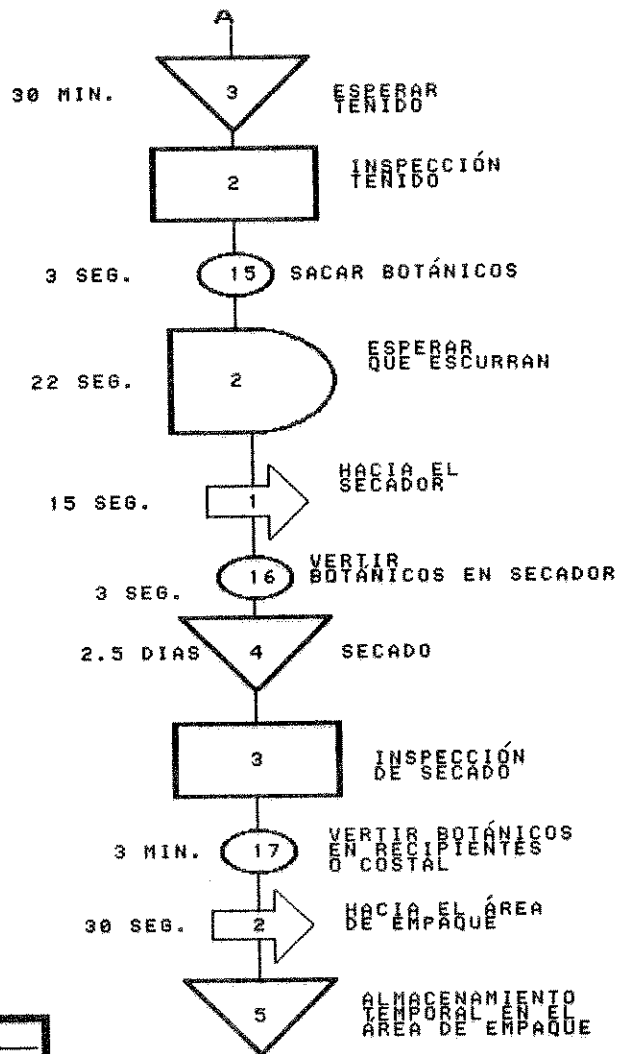 A
30 MIN.
3
ESPERAR
TEÑIDO
2
INSPECCIÓN
TEÑIDO
3 SEG.
15
SACAR BOTÁNICOS
22 SEG.
2
ESPERAR
QUE ESCURRAN
15 SEG.
1
HACIA EL
SECADOR
3 SEG.
16
VERTIR
BOTÁNICOS EN SECADOR
2.5 DIAS
4
SECADO
3
INSPECCIÓN
DE SECADO
3 MIN.
17
VERTIR BOTÁNICOS
EN RECIPIENTES
O COSTAL
30 SEG.
2
HACIA EL ÁREA
DE EMPAQUE
5
ALMACENAMIENTO
TEMPORAL EN EL
ÁREA DE EMPAQUE